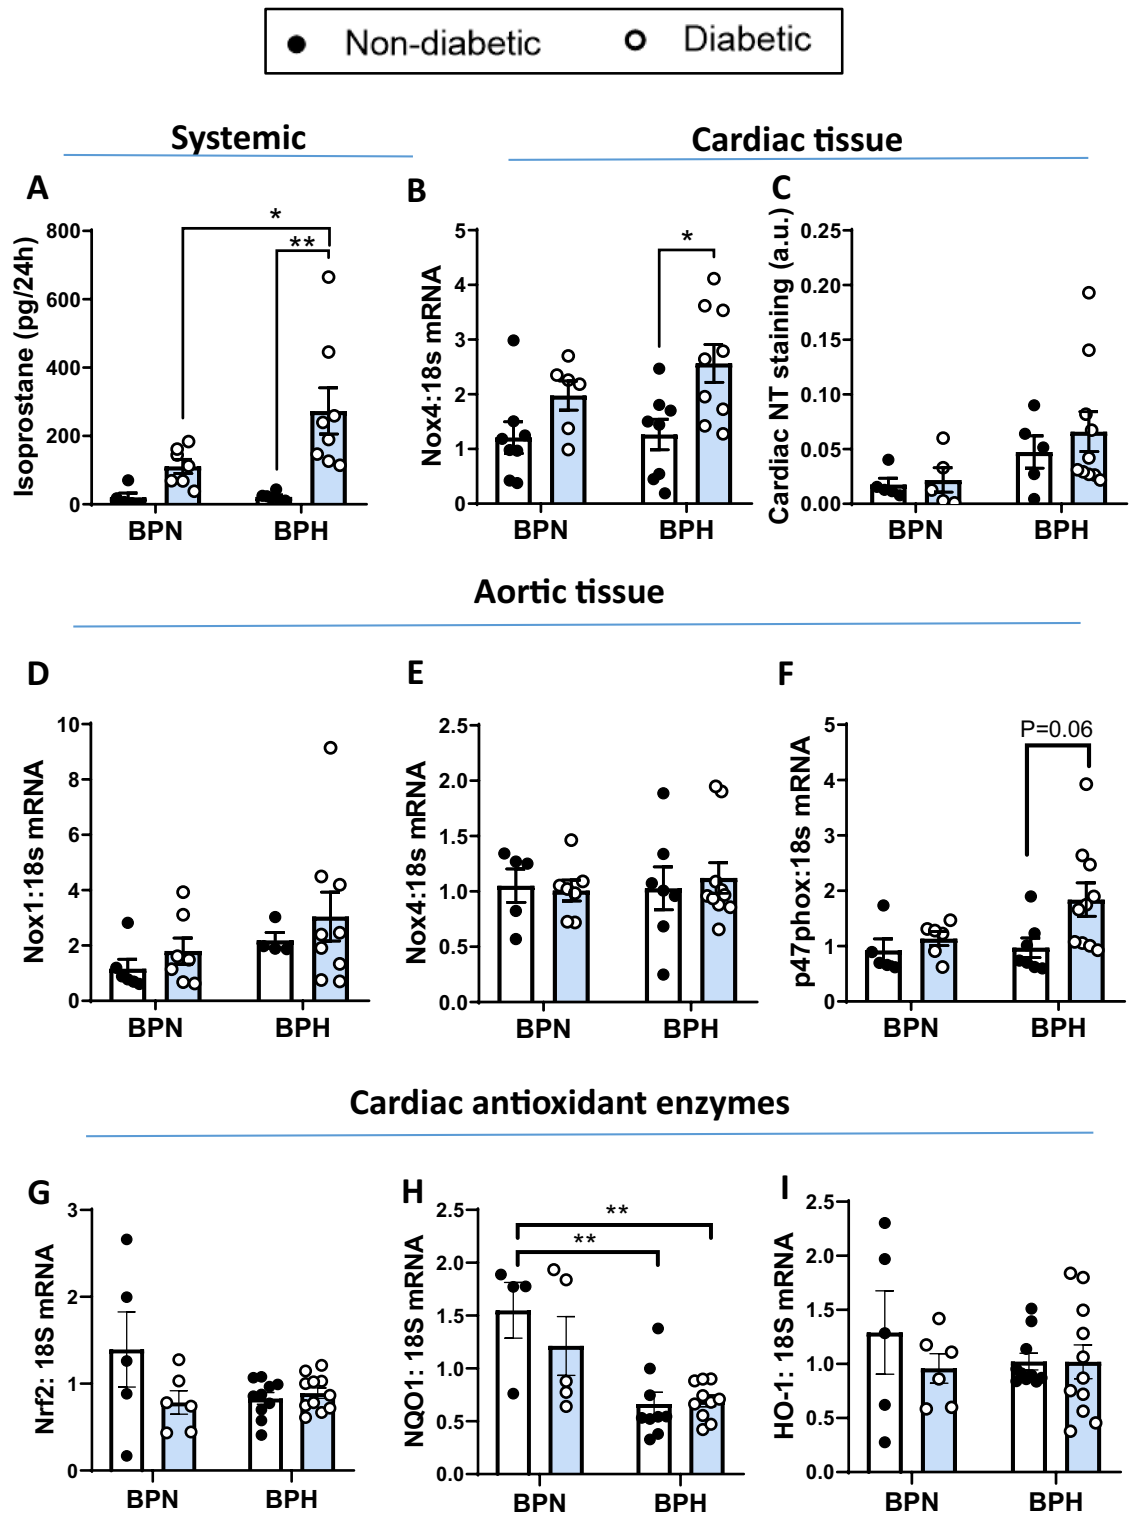 Non-diabetic Diabetic
Systemic
Cardiac tissue
A
Isoprostane (pg/24h)
800
600
400
200
0
*
**
BPN BPH
B
Nox4:18s mRNA
5
4
3
2
1
0
*
BPN BPH
C
Cardiac NT staining (a.u.)
0.25
0.20
0.15
0.10
0.05
0.00
BPN BPH
Aortic tissue
D
Nox1:18s mRNA
10
8
6
4
2
0
BPN BPH
E
Nox4:18s mRNA
2.5
2.0
1.5
1.0
0.5
0.0
BPN BPH
F
p47phox:18s mRNA
5
4
3
2
1
0
P=0.06
BPN BPH
Cardiac antioxidant enzymes
G
Nrf2: 18S mRNA
3
2
1
0
BPN BPH
H
NQO1: 18S mRNA
2.5
2.0
1.5
1.0
0.5
0.0
**
**
BPN BPH
I
HO-1: 18S mRNA
2.5
2.0
1.5
1.0
0.5
0.0
BPN BPH